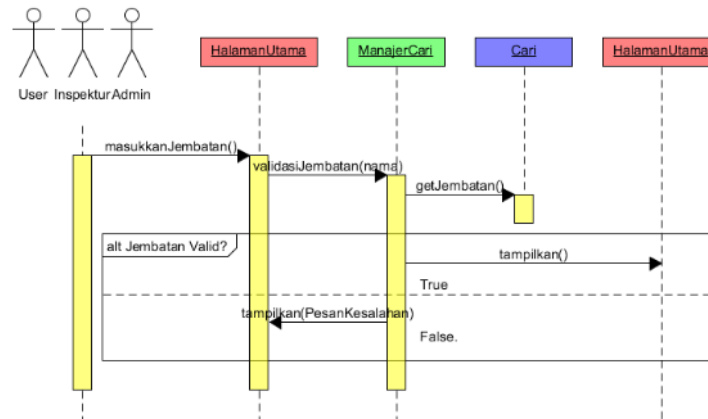 HalamanUtama
ManajerCari
Cari
HalamanUtama
User
Inspektur
Admin
masukkanJembatan()
validasiJembatan(nama)
getJembatan()
alt Jembatan Valid?
tampilkan()
True
tampilkan(PesanKesalahan)
False.